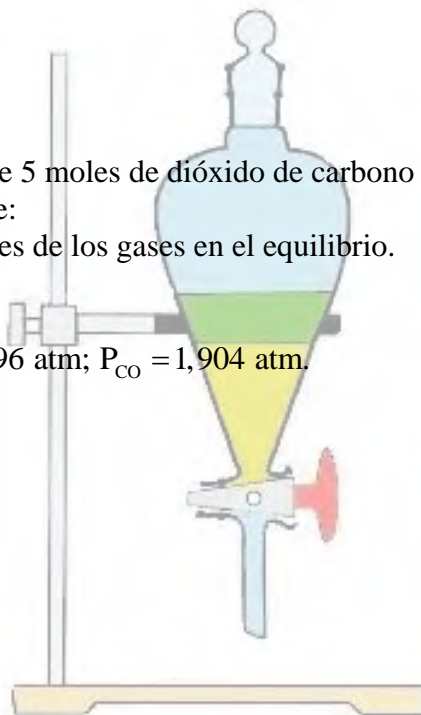 e 5 moles de dióxido de carbono
e:
es de los gases en el equilibrio.
96 atm; P_CO = 1,904 atm.